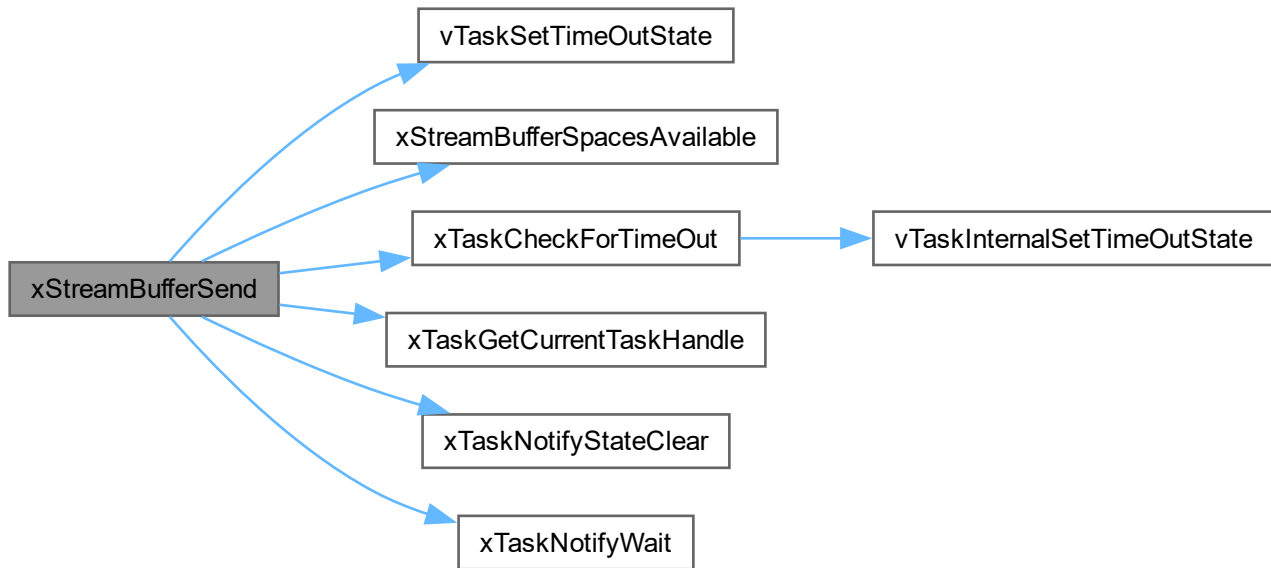 vTaskSetTimeOutState
xStreamBufferSpacesAvailable
xTaskCheckForTimeOut
vTaskInternalSetTimeOutState
xStreamBufferSend
xTaskGetCurrentTaskHandle
xTaskNotifyStateClear
xTaskNotifyWait